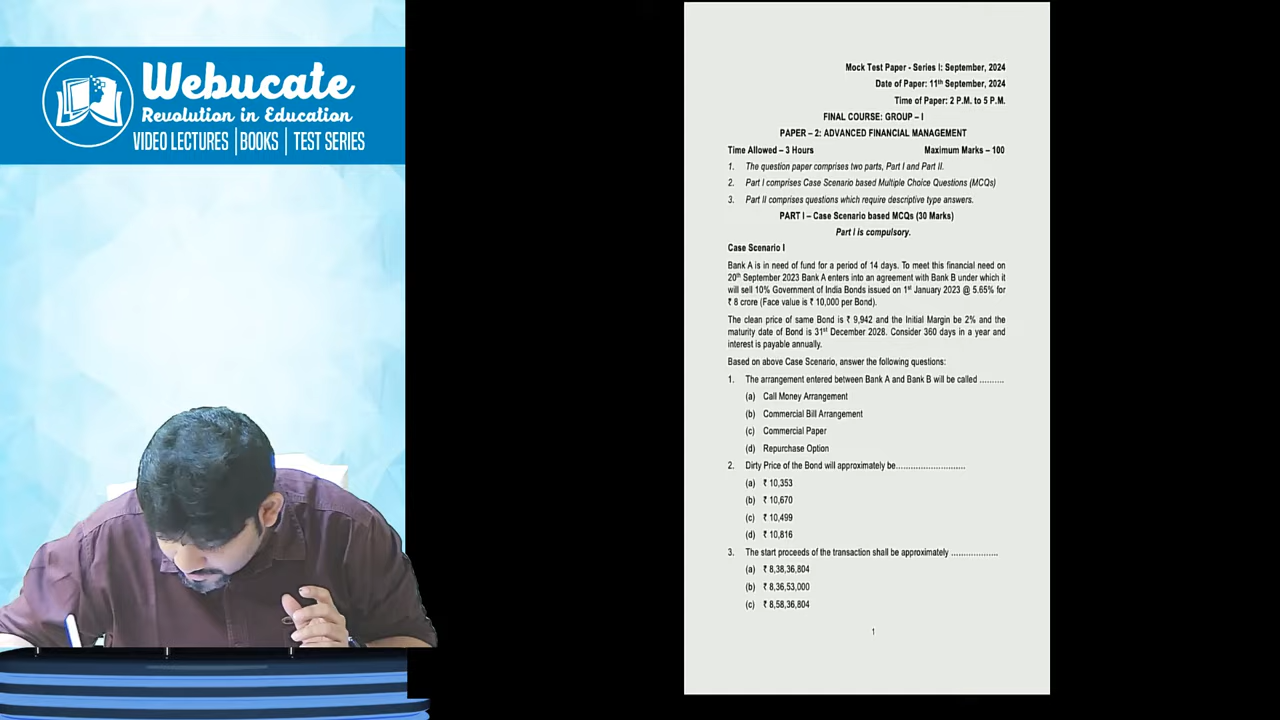 Webucate
Revolution in Education
VIDEO LECTURES | BOOKS | TEST SERIES
Mock Test Paper - Series I: September, 2024
Date of Paper: 11th September, 2024
Time of Paper: 2 P.M. to 5 P.M.
FINAL COURSE: GROUP – I
PAPER – 2: ADVANCED FINANCIAL MANAGEMENT
Time Allowed – 3 Hours Maximum Marks – 100
1. The question paper comprises two parts, Part I and Part II.
2. Part I comprises Case Scenario based Multiple Choice Questions (MCQs)
3. Part II comprises questions which require descriptive type answers.
PART I – Case Scenario based MCQs (30 Marks)
Part I is compulsory.
Case Scenario I
Bank A is in need of fund for a period of 14 days. To meet this financial need on
20th September 2023 Bank A enters into an agreement with Bank B under which it
will sell 10% Government of India Bonds issued on 1st January 2023 @ 5.65% for
₹ 8 crore (Face value is ₹ 10,000 per Bond).
The clean price of same Bond is ₹ 9,942 and the Initial Margin be 2% and the
maturity date of Bond is 31st December 2028. Consider 360 days in a year and
interest is payable annually.
Based on above Case Scenario, answer the following questions:
1. The arrangement entered between Bank A and Bank B will be called ..........
(a) Call Money Arrangement
(b) Commercial Bill Arrangement
(c) Commercial Paper
(d) Repurchase Option
2. Dirty Price of the Bond will approximately be...........................
(a) ₹ 10,353
(b) ₹ 10,670
(c) ₹ 10,499
(d) ₹ 10,816
3. The start proceeds of the transaction shall be approximately ...................
(a) ₹ 8,38,36,804
(b) ₹ 8,36,53,000
(c) ₹ 8,58,36,804
1